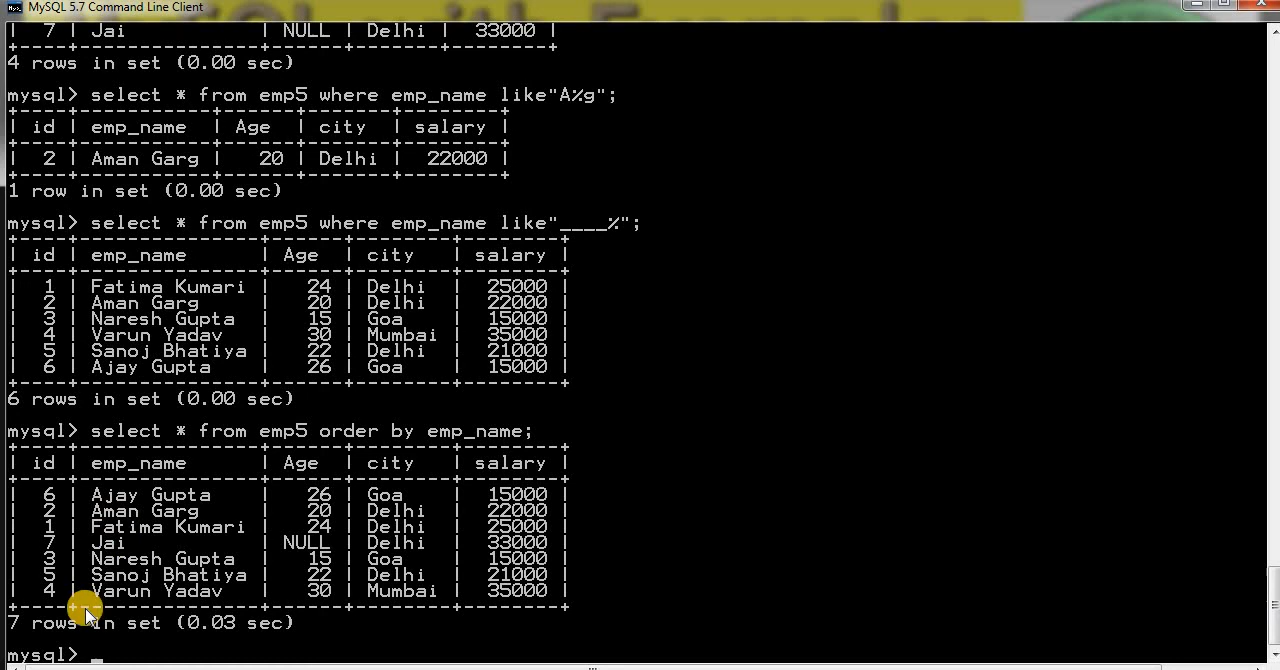 MySQL 5.7 Command Line Client
| 7 | Jai | NULL | Delhi | 33000 |
+----+---------------+------+--------+--------+
4 rows in set (0.00 sec)
mysql> select * from emp5 where emp_name like"A%g";
+----+-----------+------+-------+--------+
| id | emp_name | Age | city | salary |
+----+-----------+------+-------+--------+
| 2 | Aman Garg | 20 | Delhi | 22000 |
+----+-----------+------+-------+--------+
1 row in set (0.00 sec)
mysql> select * from emp5 where emp_name like"____%";
+----+---------------+------+--------+--------+
| id | emp_name | Age | city | salary |
+----+---------------+------+--------+--------+
| 1 | Fatima Kumari | 24 | Delhi | 25000 |
| 2 | Aman Garg | 20 | Delhi | 22000 |
| 3 | Naresh Gupta | 15 | Goa | 15000 |
| 4 | Varun Yadav | 30 | Mumbai | 35000 |
| 5 | Sanoj Bhatiya | 22 | Delhi | 21000 |
| 6 | Ajay Gupta | 26 | Goa | 15000 |
+----+---------------+------+--------+--------+
6 rows in set (0.00 sec)
mysql> select * from emp5 order by emp_name;
+----+---------------+------+--------+--------+
| id | emp_name | Age | city | salary |
+----+---------------+------+--------+--------+
| 6 | Ajay Gupta | 26 | Goa | 15000 |
| 2 | Aman Garg | 20 | Delhi | 22000 |
| 1 | Fatima Kumari | 24 | Delhi | 25000 |
| 7 | Jai | NULL | Delhi | 33000 |
| 3 | Naresh Gupta | 15 | Goa | 15000 |
| 5 | Sanoj Bhatiya | 22 | Delhi | 21000 |
| 4 | Varun Yadav | 30 | Mumbai | 35000 |
+----+---------------+------+--------+--------+
7 rows in set (0.03 sec)
mysql> _